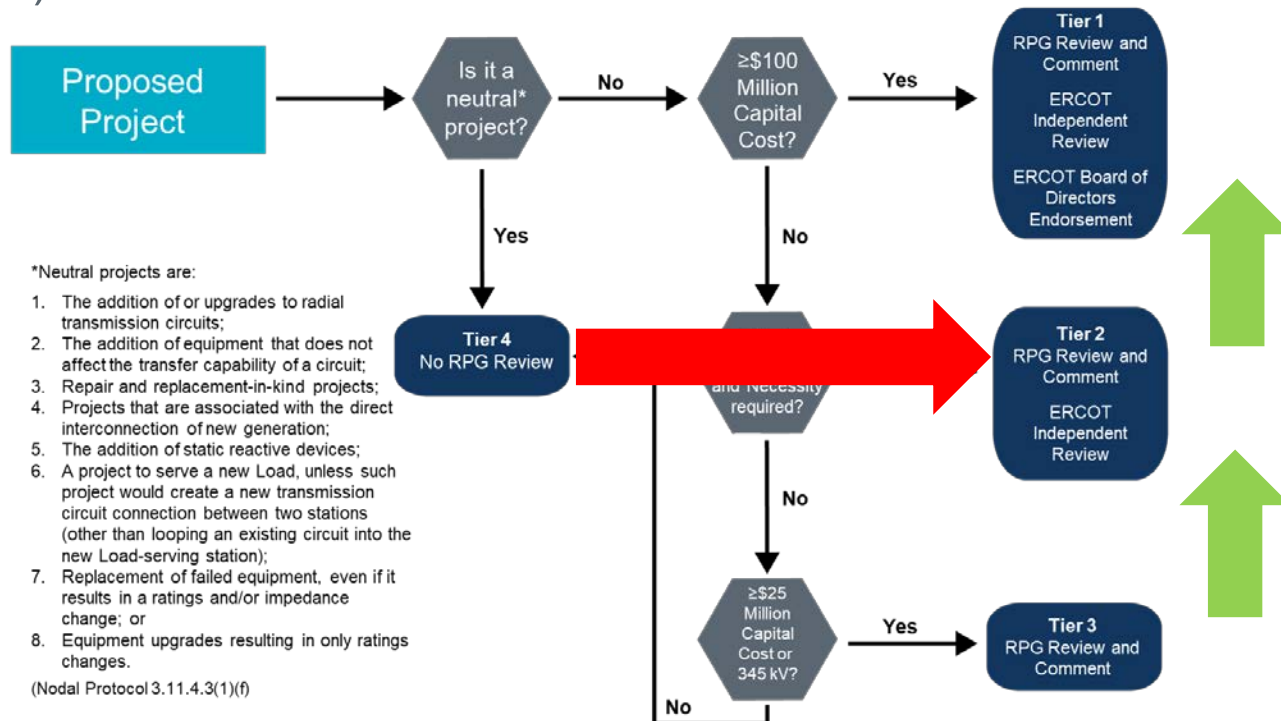 Proposed
Project
Is it a
neutral*
project?
No
≥$100
Million
Capital
Cost?
Yes
Tier 1
RPG Review and
Comment
ERCOT
Independent
Review
ERCOT Board of
Directors
Endorsement
Yes
No
*Neutral projects are:
1. The addition of or upgrades to radial
transmission circuits;
2. The addition of equipment that does not
affect the transfer capability of a circuit;
3. Repair and replacement-in-kind projects;
4. Projects that are associated with the direct
interconnection of new generation;
5. The addition of static reactive devices;
6. A project to serve a new Load, unless such
project would create a new transmission
circuit connection between two stations
(other than looping an existing circuit into the
new Load-serving station);
7. Replacement of failed equipment, even if it
results in a ratings and/or impedance
change; or
8. Equipment upgrades resulting in only ratings
changes.
(Nodal Protocol 3.11.4.3(1)(f)
Tier 4
No RPG Review
and Necessity
required?
Tier 2
RPG Review and
Comment
ERCOT
Independent
Review
No
≥$25
Million
Capital
Cost or
345 kV?
Yes
Tier 3
RPG Review and
Comment
No